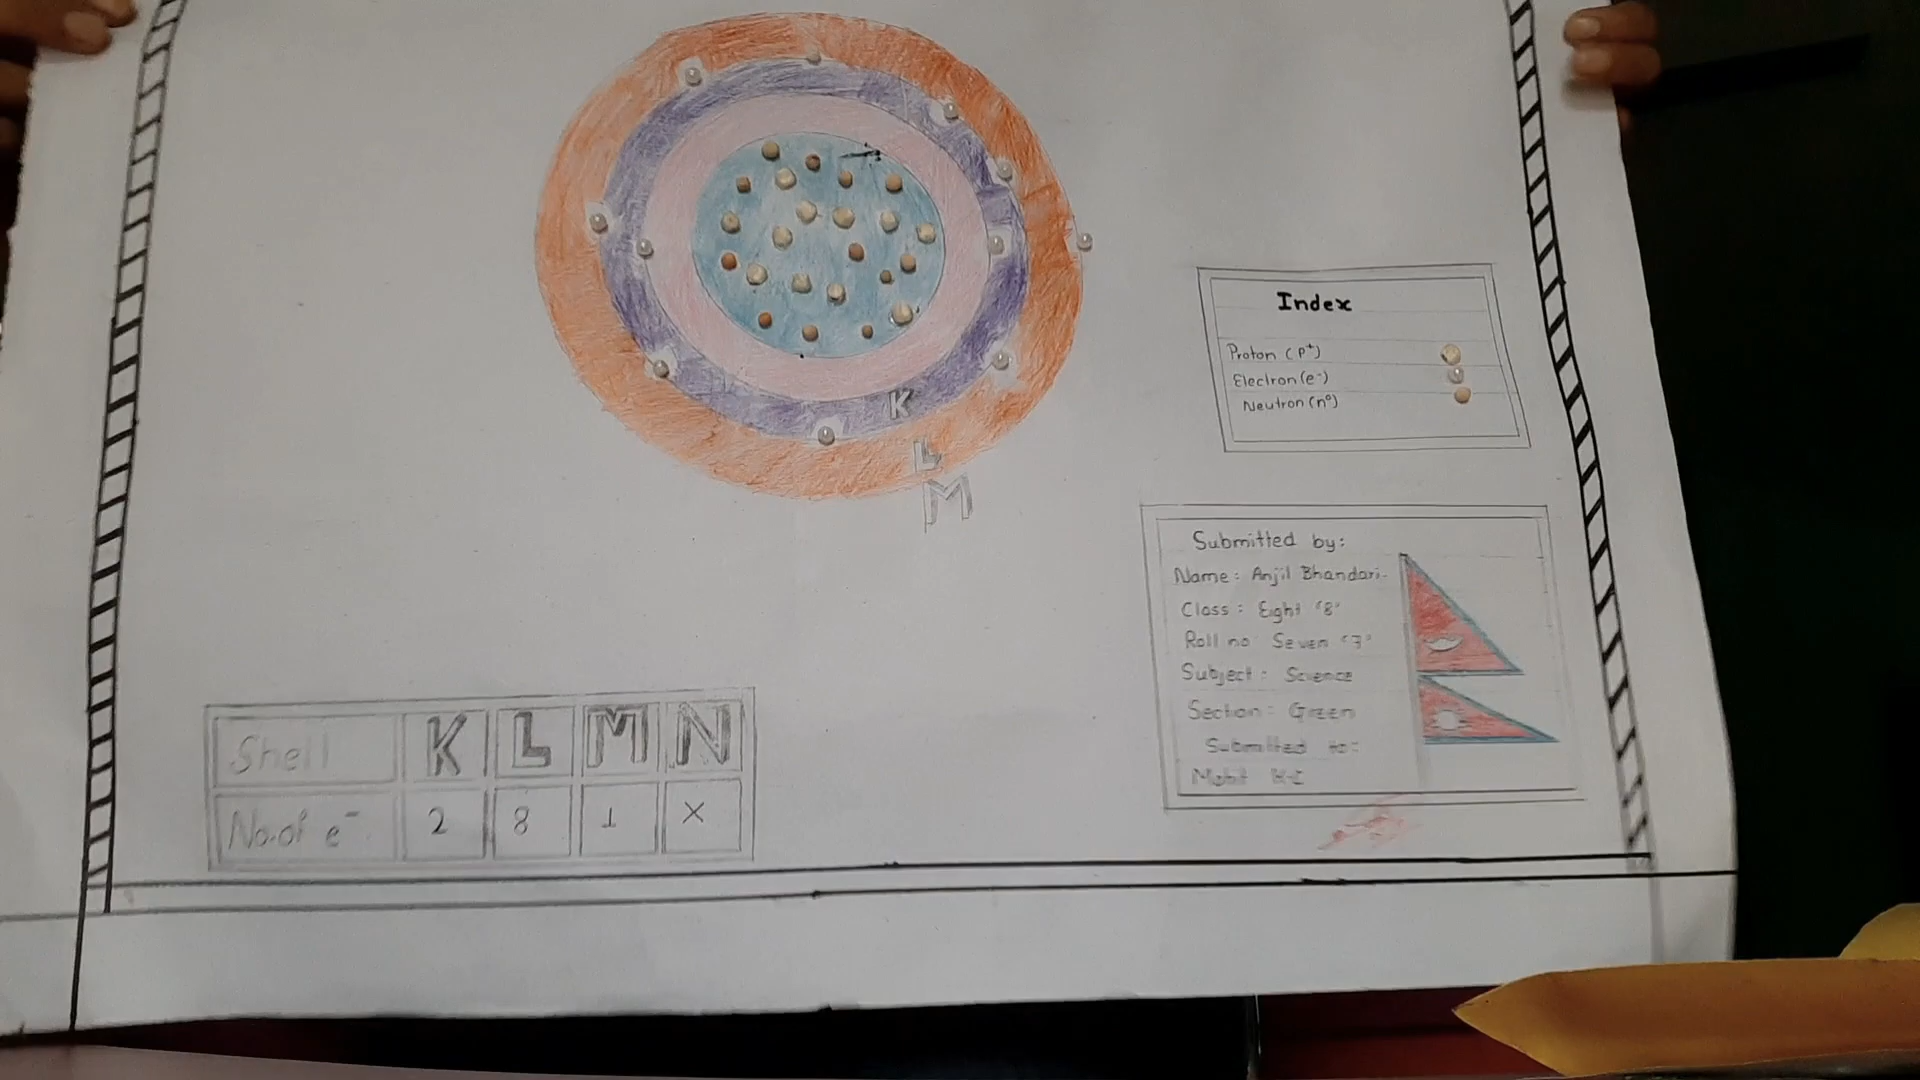 K
L
M
Index
Proton (p⁺)
Electron (e⁻)
Neutron (n⁰)
Submitted by:
Name: Anjil Bhandari
Class: Eight '8'
Roll no Seven '7'
Subject: Science
Section: Green
Submitted to:
Shell K L M N
No. of e⁻ 2 8 1 ×